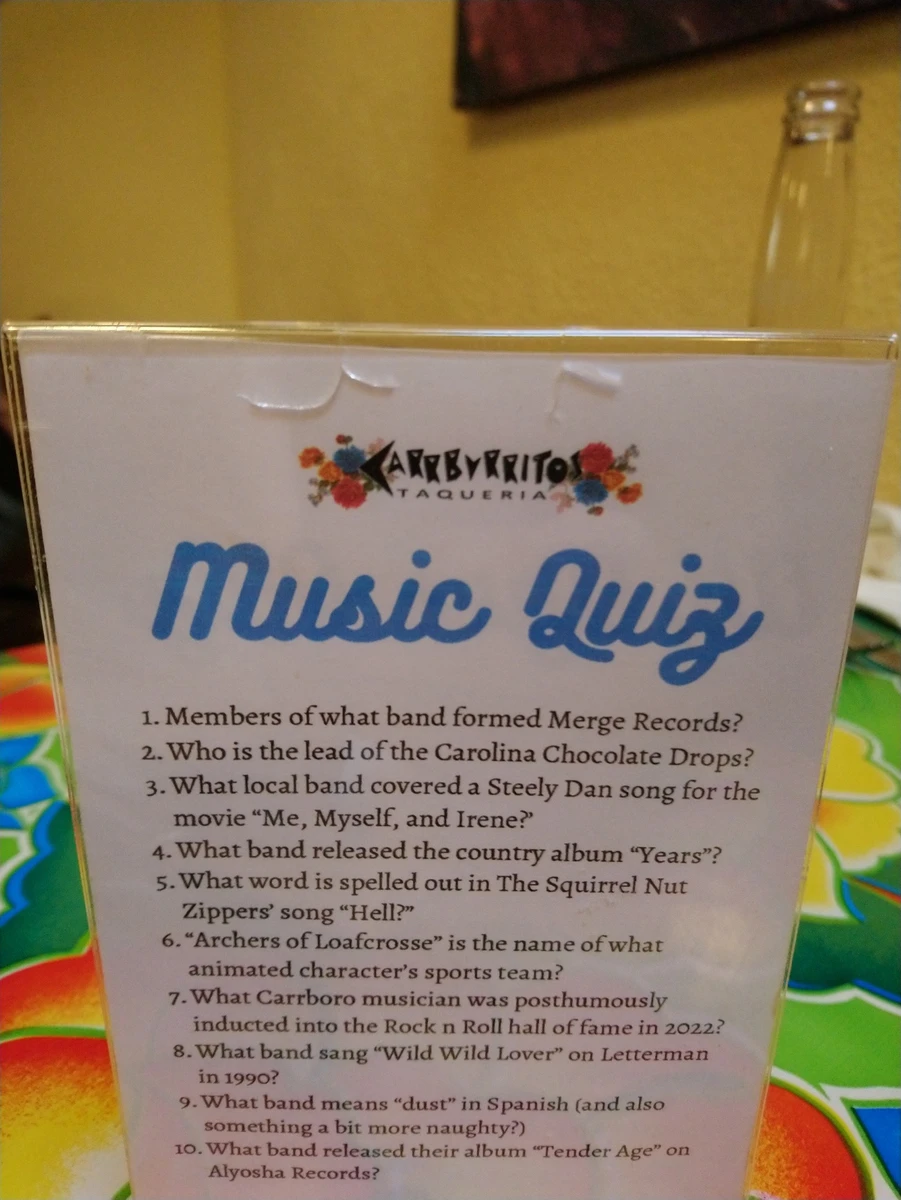 CARRBURRITOS
TAQUERIA
Music Quiz
1. Members of what band formed Merge Records?
2. Who is the lead of the Carolina Chocolate Drops?
3. What local band covered a Steely Dan song for the
movie “Me, Myself, and Irene?”
4. What band released the country album “Years”?
5. What word is spelled out in The Squirrel Nut
Zippers’ song “Hell?”
6. “Archers of Loafcrosse” is the name of what
animated character’s sports team?
7. What Carrboro musician was posthumously
inducted into the Rock n Roll hall of fame in 2022?
8. What band sang “Wild Wild Lover” on Letterman
in 1990?
9. What band means “dust” in Spanish (and also
something a bit more naughty?)
10. What band released their album “Tender Age” on
Alyosha Records?